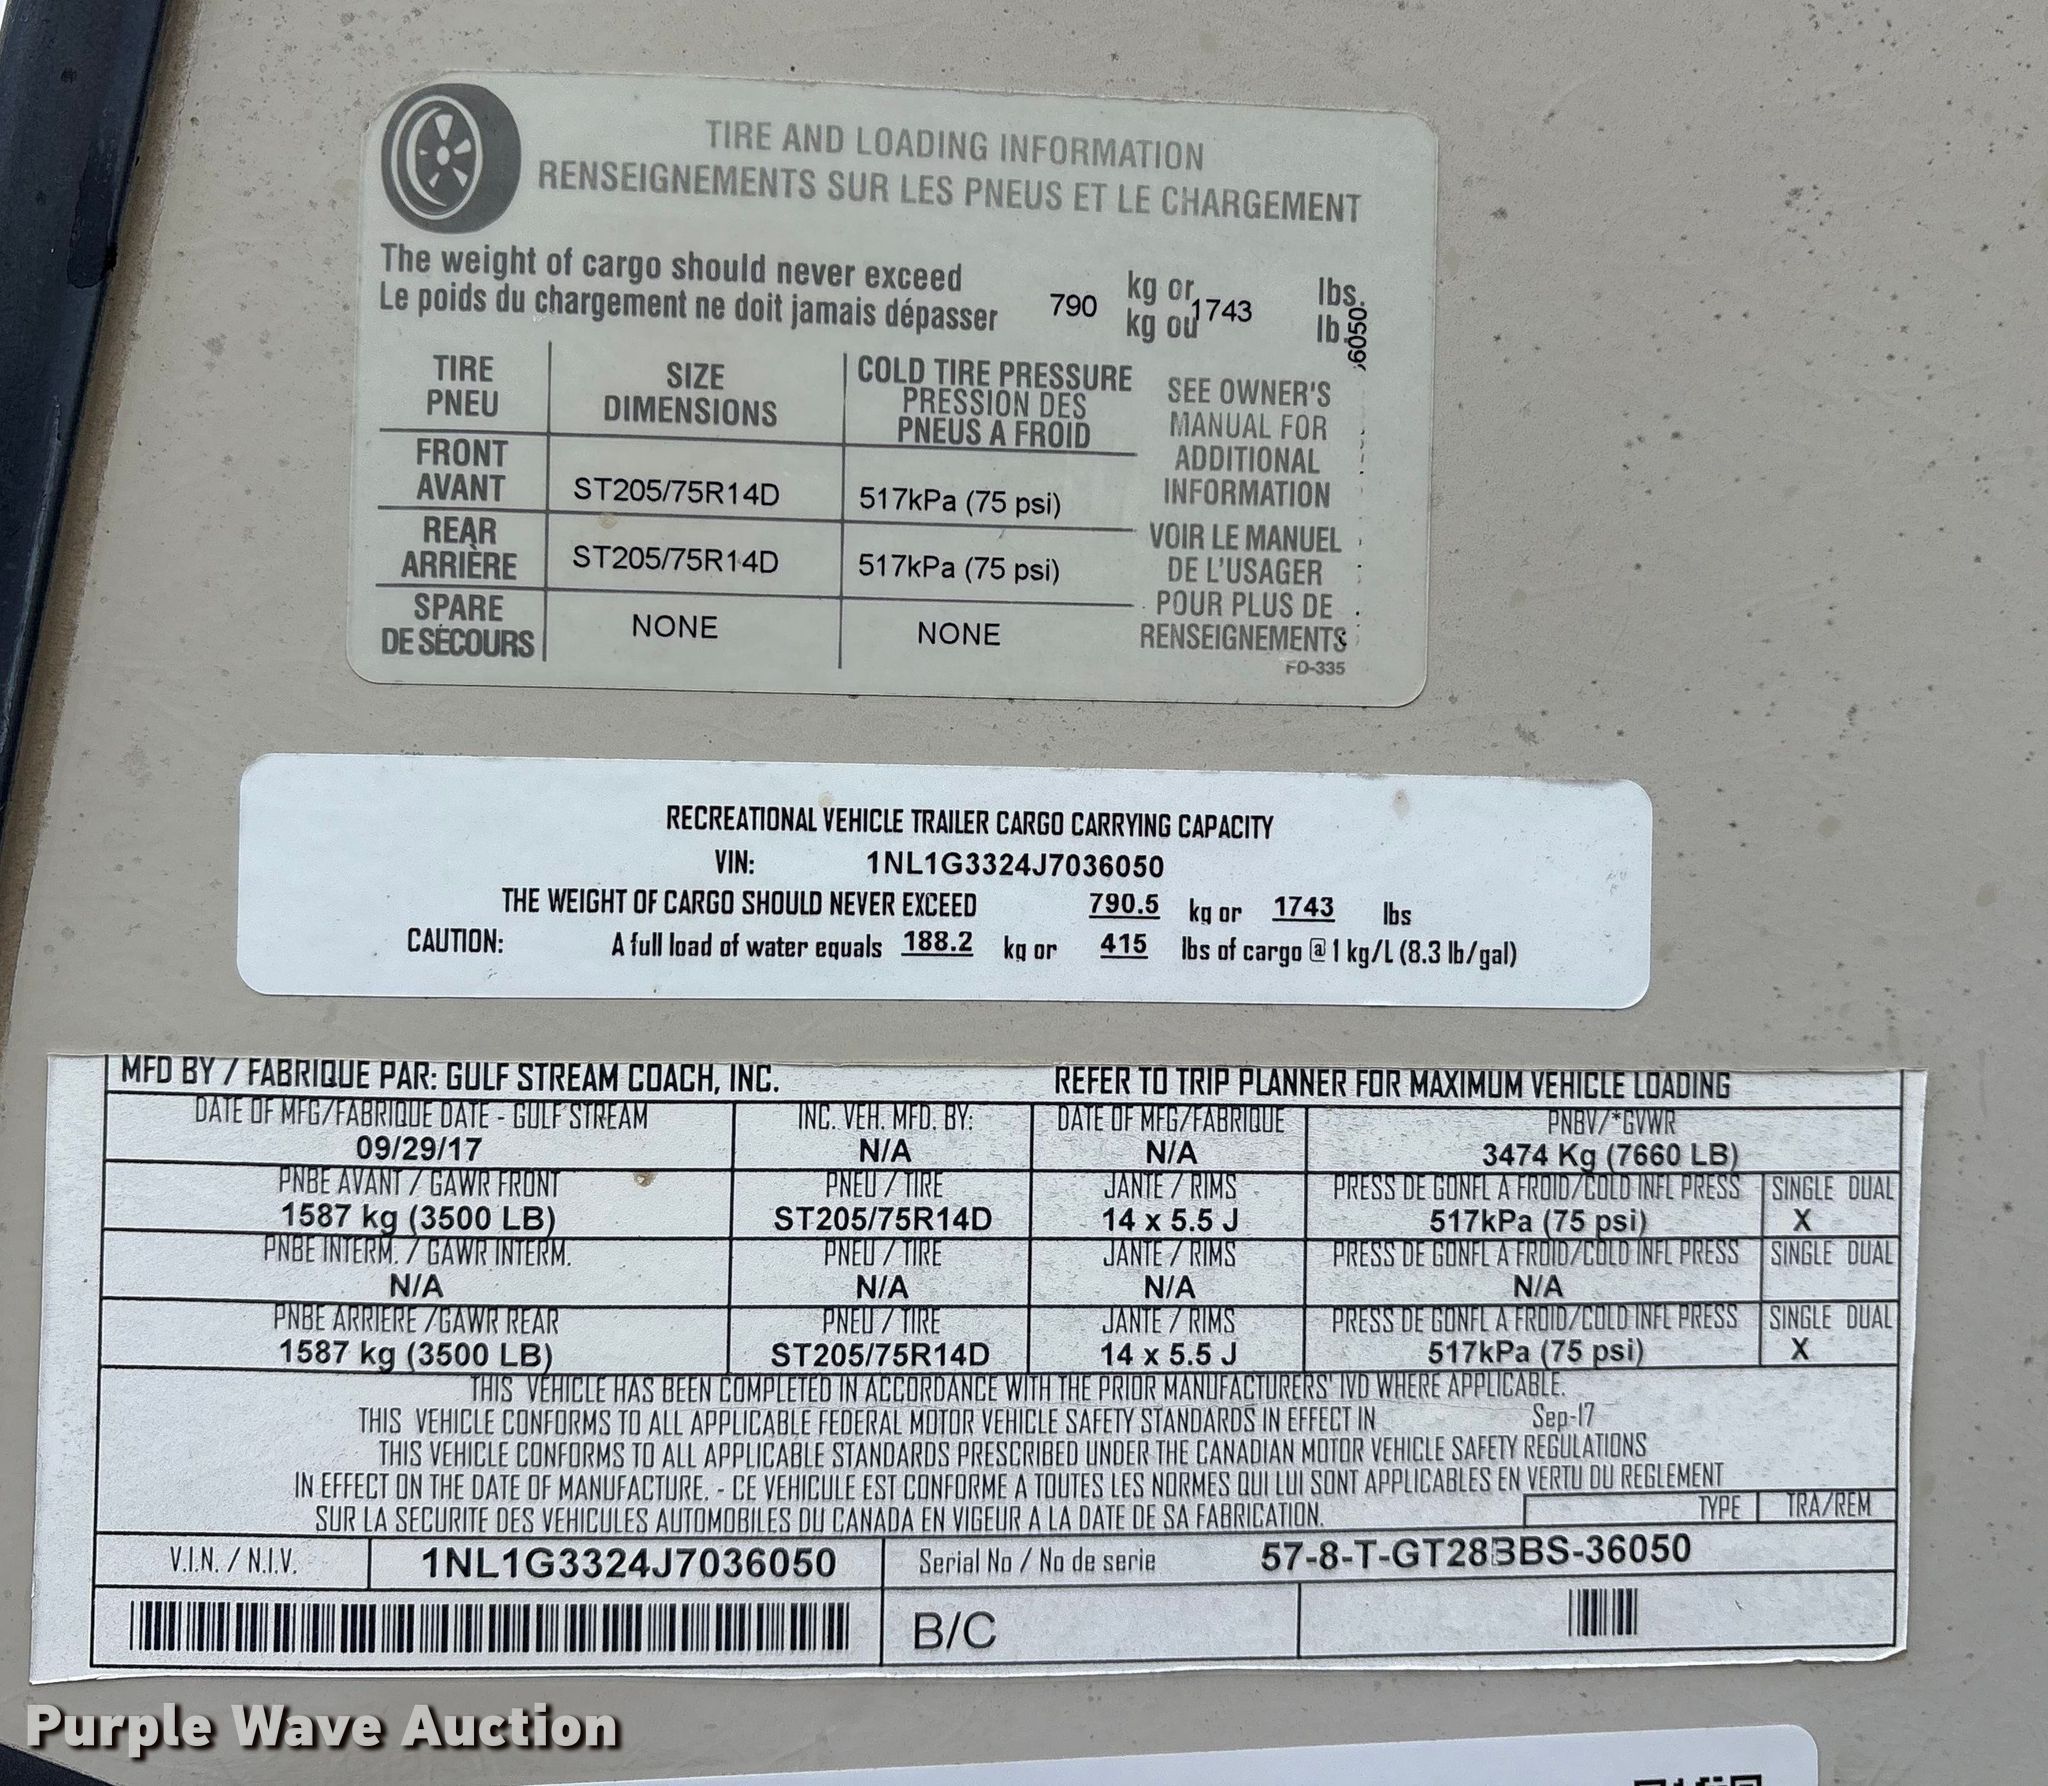 TIRE AND LOADING INFORMATION
RENSEIGNEMENTS SUR LES PNEUS ET LE CHARGEMENT
The weight of cargo should never exceed 790 kg or 1743 lbs.
Le poids du chargement ne doit jamais dépasser kg ou lb.
6050
TIRE SIZE COLD TIRE PRESSURE
PNEU DIMENSIONS PRESSION DES
PNEUS A FROID
FRONT
AVANT ST205/75R14D 517kPa (75 psi)
REAR
ARRIÈRE ST205/75R14D 517kPa (75 psi)
SPARE
DE SECOURS NONE NONE
SEE OWNER'S
MANUAL FOR
ADDITIONAL
INFORMATION
VOIR LE MANUEL
DE L'USAGER
POUR PLUS DE
RENSEIGNEMENTS
FO-335
RECREATIONAL VEHICLE TRAILER CARGO CARRYING CAPACITY
VIN: 1NL1G3324J7036050
THE WEIGHT OF CARGO SHOULD NEVER EXCEED 790.5 kg or 1743 lbs
CAUTION: A full load of water equals 188.2 kg or 415 lbs of cargo @ 1 kg/L (8.3 lb/gal)
MFD BY / FABRIQUE PAR: GULF STREAM COACH, INC. REFER TO TRIP PLANNER FOR MAXIMUM VEHICLE LOADING
DATE OF MFG/FABRIQUE DATE - GULF STREAM INC. VEH. MFD. BY: DATE OF MFG/FABRIQUE PNBV/*GVWR
09/29/17 N/A N/A 3474 Kg (7660 LB)
PNBE AVANT / GAWR FRONT PNEU / TIRE JANTE / RIMS PRESS DE GONFL A FROID/COLD INFL PRESS SINGLE DUAL
1587 kg (3500 LB) ST205/75R14D 14 x 5.5 J 517kPa (75 psi) X
PNBE INTERM. / GAWR INTERM. PNEU / TIRE JANTE / RIMS PRESS DE GONFL A FROID/COLD INFL PRESS SINGLE DUAL
N/A N/A N/A N/A
PNBE ARRIERE /GAWR REAR PNEU / TIRE JANTE / RIMS PRESS DE GONFL A FROID/COLD INFL PRESS SINGLE DUAL
1587 kg (3500 LB) ST205/75R14D 14 x 5.5 J 517kPa (75 psi) X
THIS VEHICLE HAS BEEN COMPLETED IN ACCORDANCE WITH THE PRIOR MANUFACTURERS' IVD WHERE APPLICABLE.
THIS VEHICLE CONFORMS TO ALL APPLICABLE FEDERAL MOTOR VEHICLE SAFETY STANDARDS IN EFFECT IN Sep-17
THIS VEHICLE CONFORMS TO ALL APPLICABLE STANDARDS PRESCRIBED UNDER THE CANADIAN MOTOR VEHICLE SAFETY REGULATIONS
IN EFFECT ON THE DATE OF MANUFACTURE. - CE VEHICULE EST CONFORME A TOUTES LES NORMES QUI LUI SONT APPLICABLES EN VERTU DU REGLEMENT
SUR LA SECURITE DES VEHICULES AUTOMOBILES DU CANADA EN VIGEUR A LA DATE DE SA FABRICATION. TYPE TRA/REM
V.I.N. / N.I.V. 1NL1G3324J7036050 Serial No / No de serie 57-8-T-GT28BBS-36050
B/C
Purple Wave Auction